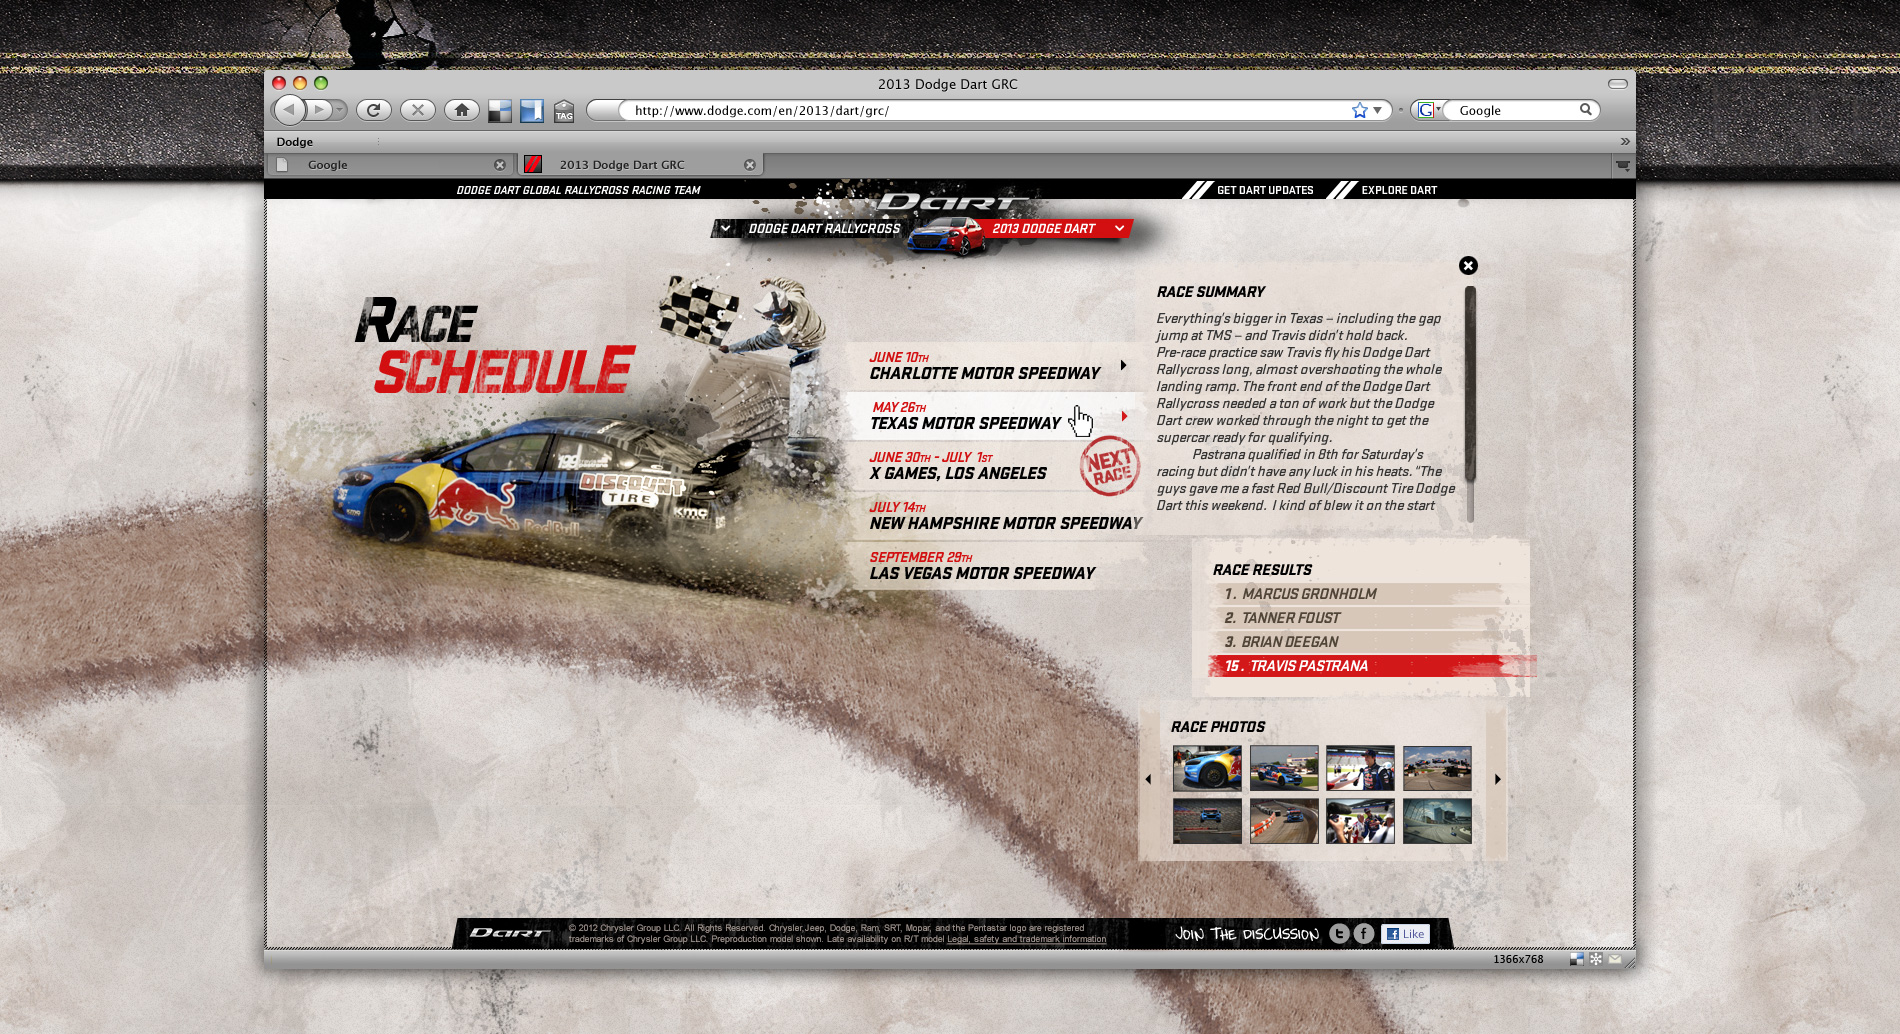 2013 Dodge Dart GRC
TAG
http://www.dodge.com/en/2013/dart/grc/
G
Google
Dodge
»
Google
2013 Dodge Dart GRC
DODGE DART GLOBAL RALLYCROSS RACING TEAM
DART
GET DART UPDATES
EXPLORE DART
DODGE DART RALLYCROSS
2013 DODGE DART
RACE
SCHEDULE
199
DISCOUNT
TIRE
RedBull
KMC
JUNE 10TH
CHARLOTTE MOTOR SPEEDWAY
MAY 26TH
TEXAS MOTOR SPEEDWAY
JUNE 30TH - JULY 1ST
X GAMES, LOS ANGELES
NEXT
RACE
JULY 14TH
NEW HAMPSHIRE MOTOR SPEEDWAY
SEPTEMBER 29TH
LAS VEGAS MOTOR SPEEDWAY
RACE SUMMARY
Everything's bigger in Texas – including the gap
jump at TMS – and Travis didn't hold back.
Pre-race practice saw Travis fly his Dodge Dart
Rallycross long, almost overshooting the whole
landing ramp. The front end of the Dodge Dart
Rallycross needed a ton of work but the Dodge
Dart crew worked through the night to get the
supercar ready for qualifying.
Pastrana qualified in 8th for Saturday's
racing but didn't have any luck in his heats. "The
guys gave me a fast Red Bull/Discount Tire Dodge
Dart this weekend. I kind of blew it on the start
RACE RESULTS
1. MARCUS GRONHOLM
2. TANNER FOUST
3. BRIAN DEEGAN
15. TRAVIS PASTRANA
RACE PHOTOS
DART
© 2012 Chrysler Group LLC. All Rights Reserved. Chrysler,Jeep, Dodge, Ram, SRT, Mopar, and the Pentastar logo are registered
trademarks of Chrysler Group LLC. Preproduction model shown. Late availability on R/T model Legal, safety and trademark information
JOIN THE DISCUSSION
t
f
f Like
1366x768